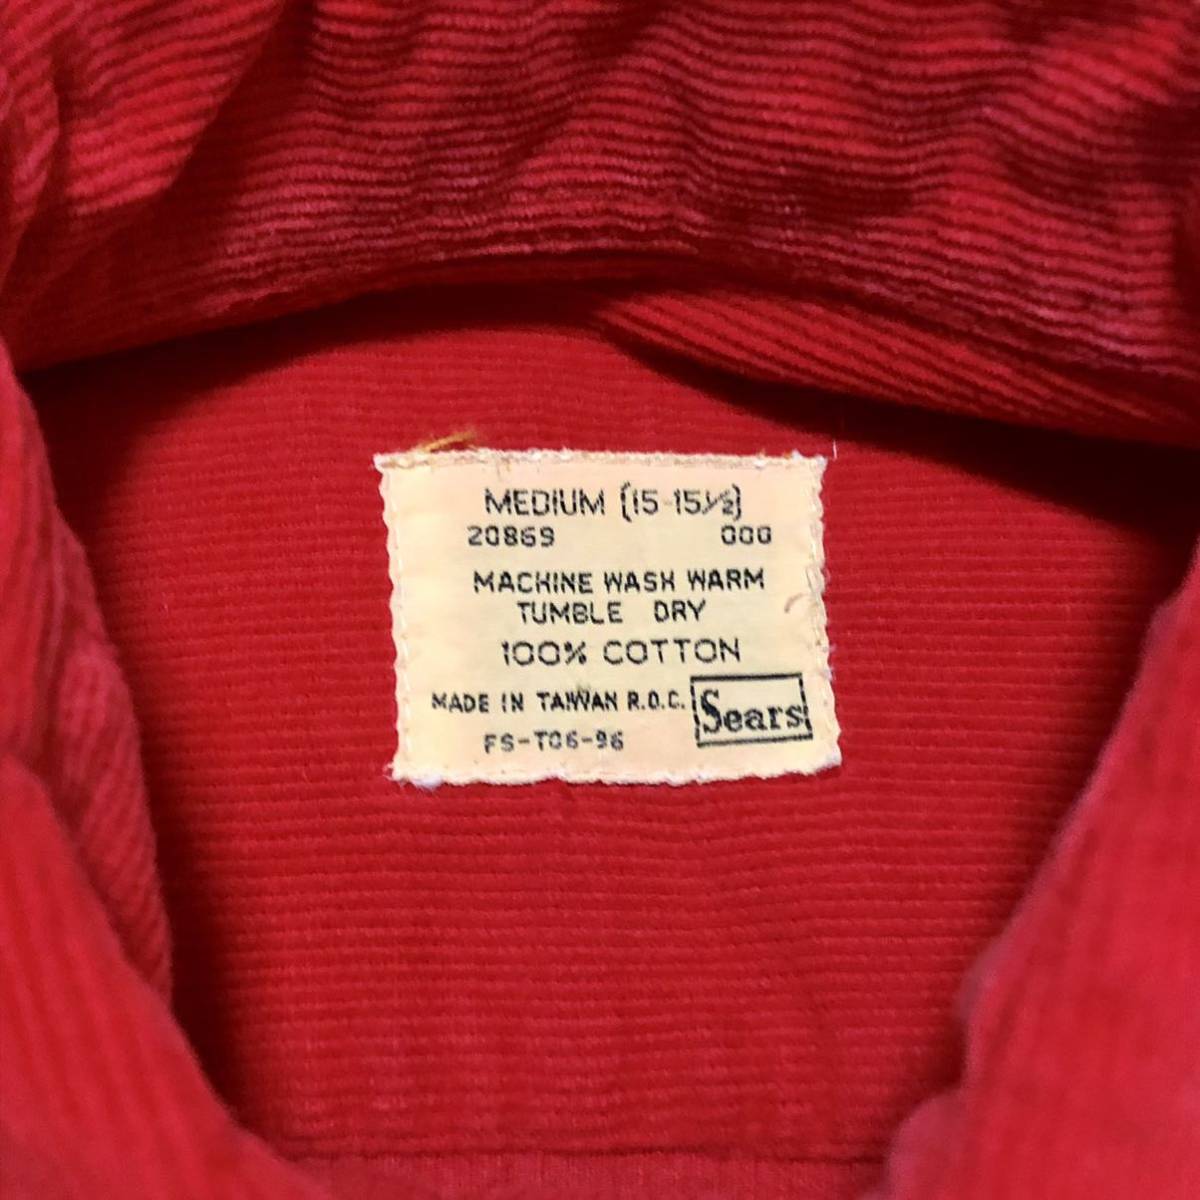 MEDIUM (15-15½)
20869 000
MACHINE WASH WARM
TUMBLE DRY
100% COTTON
MADE IN TAIWAN R.O.C.
Sears
FS-T06-96